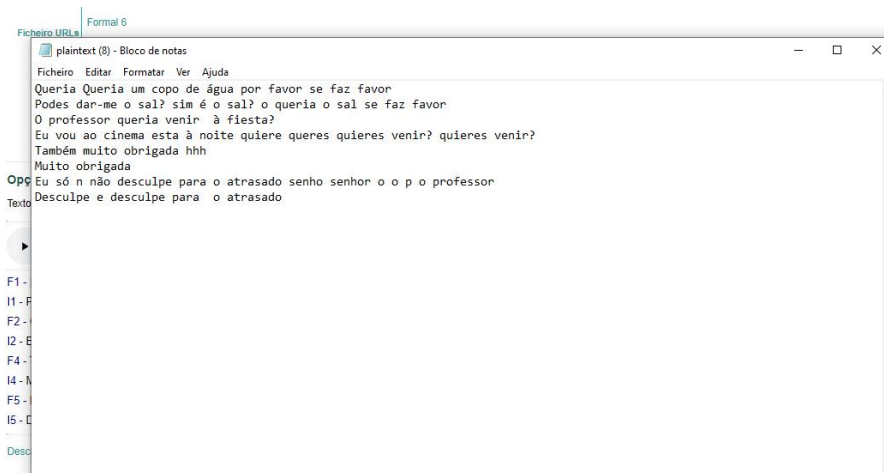 Formal 6
Ficheiro URLs
plaintext (8) - Bloco de notas
Ficheiro Editar Formatar Ver Ajuda
Queria Queria um copo de água por favor se faz favor
Podes dar-me o sal? sim é o sal? o queria o sal se faz favor
O professor queria venir à fiesta?
Eu vou ao cinema esta à noite quiere queres quieres venir? quieres venir?
Também muito obrigada hhh
Muito obrigada
Eu só n não desculpe para o atrasado senho senhor o o p o professor
Desculpe e desculpe para o atrasado
Opç
Texto
F1 -
I1 - F
F2 -
I2 - E
F4 -
I4 - M
F5 -
I5 - D
Desc